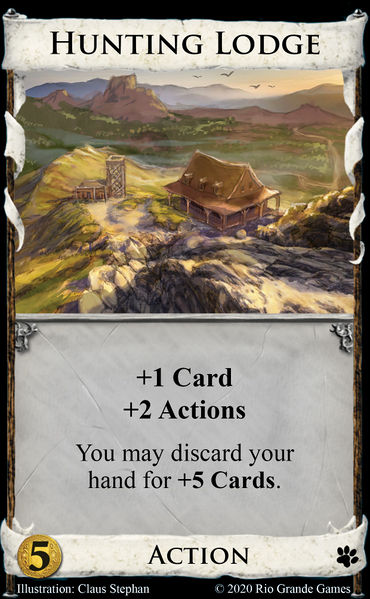 Hunting Lodge
+1 Card
+2 Actions
You may discard your
hand for +5 Cards.
5
Action
Illustration: Claus Stephan
© 2020 Rio Grande Games